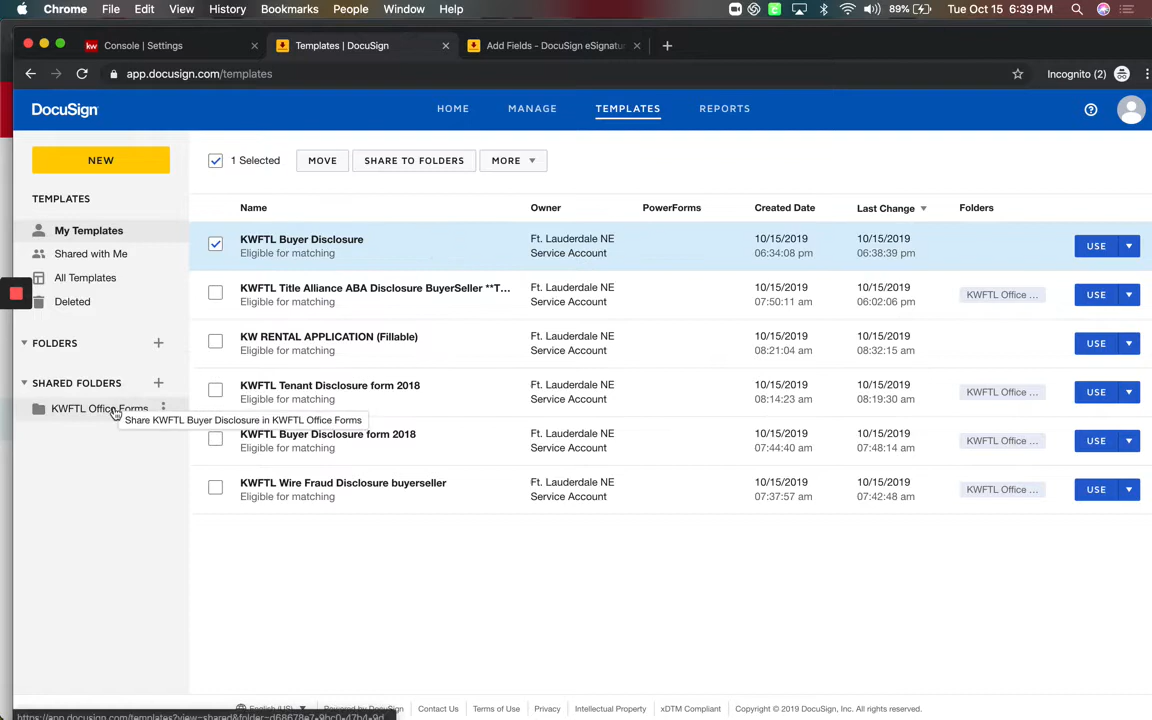 Chrome File Edit View History Bookmarks People Window Help 89% Tue Oct 15 6:39 PM
kw Console | Settings Templates | DocuSign Add Fields - DocuSign eSignatu
app.docusign.com/templates Incognito (2)
DocuSign HOME MANAGE TEMPLATES REPORTS
NEW 1 Selected MOVE SHARE TO FOLDERS MORE
TEMPLATES
My Templates
Shared with Me
All Templates
Deleted
FOLDERS
SHARED FOLDERS
KWFTL Office Forms
Share KWFTL Buyer Disclosure in KWFTL Office Forms
Name Owner PowerForms Created Date Last Change Folders
KWFTL Buyer Disclosure Ft. Lauderdale NE 10/15/2019 10/15/2019 USE
Eligible for matching Service Account 06:34:08 pm 06:38:39 pm
KWFTL Title Alliance ABA Disclosure BuyerSeller **T... Ft. Lauderdale NE 10/15/2019 10/15/2019 KWFTL Office ... USE
Eligible for matching Service Account 07:50:11 am 06:02:06 pm
KW RENTAL APPLICATION (Fillable) Ft. Lauderdale NE 10/15/2019 10/15/2019 USE
Eligible for matching Service Account 08:21:04 am 08:32:15 am
KWFTL Tenant Disclosure form 2018 Ft. Lauderdale NE 10/15/2019 10/15/2019 KWFTL Office ... USE
Eligible for matching Service Account 08:14:23 am 08:19:30 am
KWFTL Buyer Disclosure form 2018 Ft. Lauderdale NE 10/15/2019 10/15/2019 KWFTL Office ... USE
Eligible for matching Service Account 07:44:40 am 07:48:14 am
KWFTL Wire Fraud Disclosure buyerseller Ft. Lauderdale NE 10/15/2019 10/15/2019 KWFTL Office ... USE
Eligible for matching Service Account 07:37:57 am 07:42:48 am
English (US) Powered by DocuSign Contact Us Terms of Use Privacy Intellectual Property xDTM Compliant Copyright © 2019 DocuSign, Inc. All rights reserved.